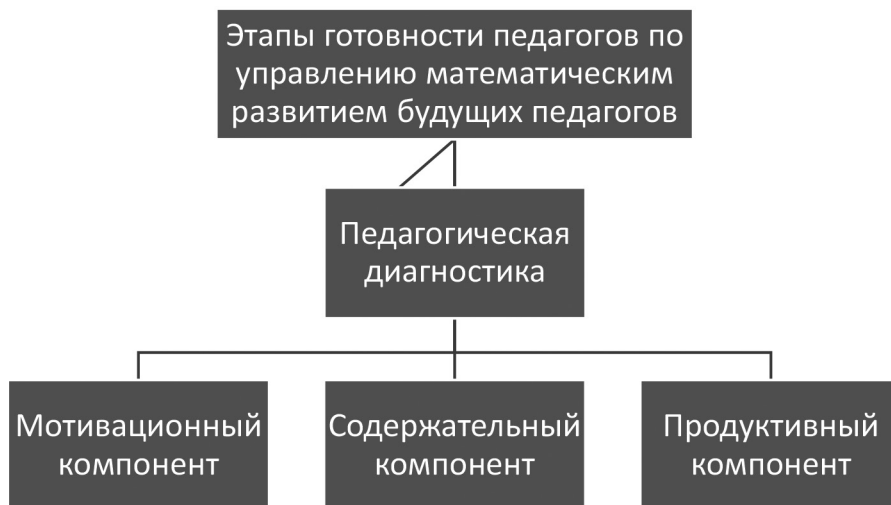 Этапы готовности педагогов по
управлению математическим
развитием будущих педагогов
Педагогическая
диагностика
Мотивационный
компонент
Содержательный
компонент
Продуктивный
компонент